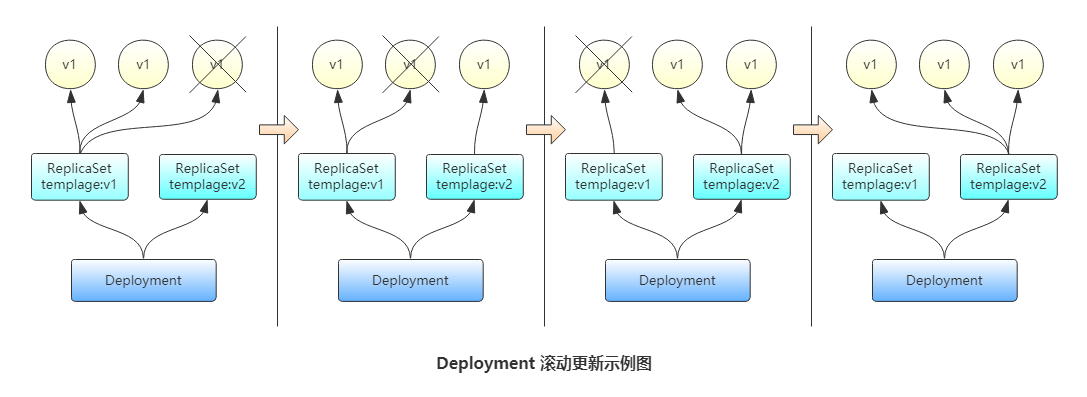 v1
v1
v1
ReplicaSet
templage:v1
ReplicaSet
templage:v2
Deployment
v1
v1
v1
ReplicaSet
templage:v1
ReplicaSet
templage:v2
Deployment
v1
v1
v1
ReplicaSet
templage:v1
ReplicaSet
templage:v2
Deployment
v1
v1
v1
ReplicaSet
templage:v1
ReplicaSet
templage:v2
Deployment
Deployment 滚动更新示例图